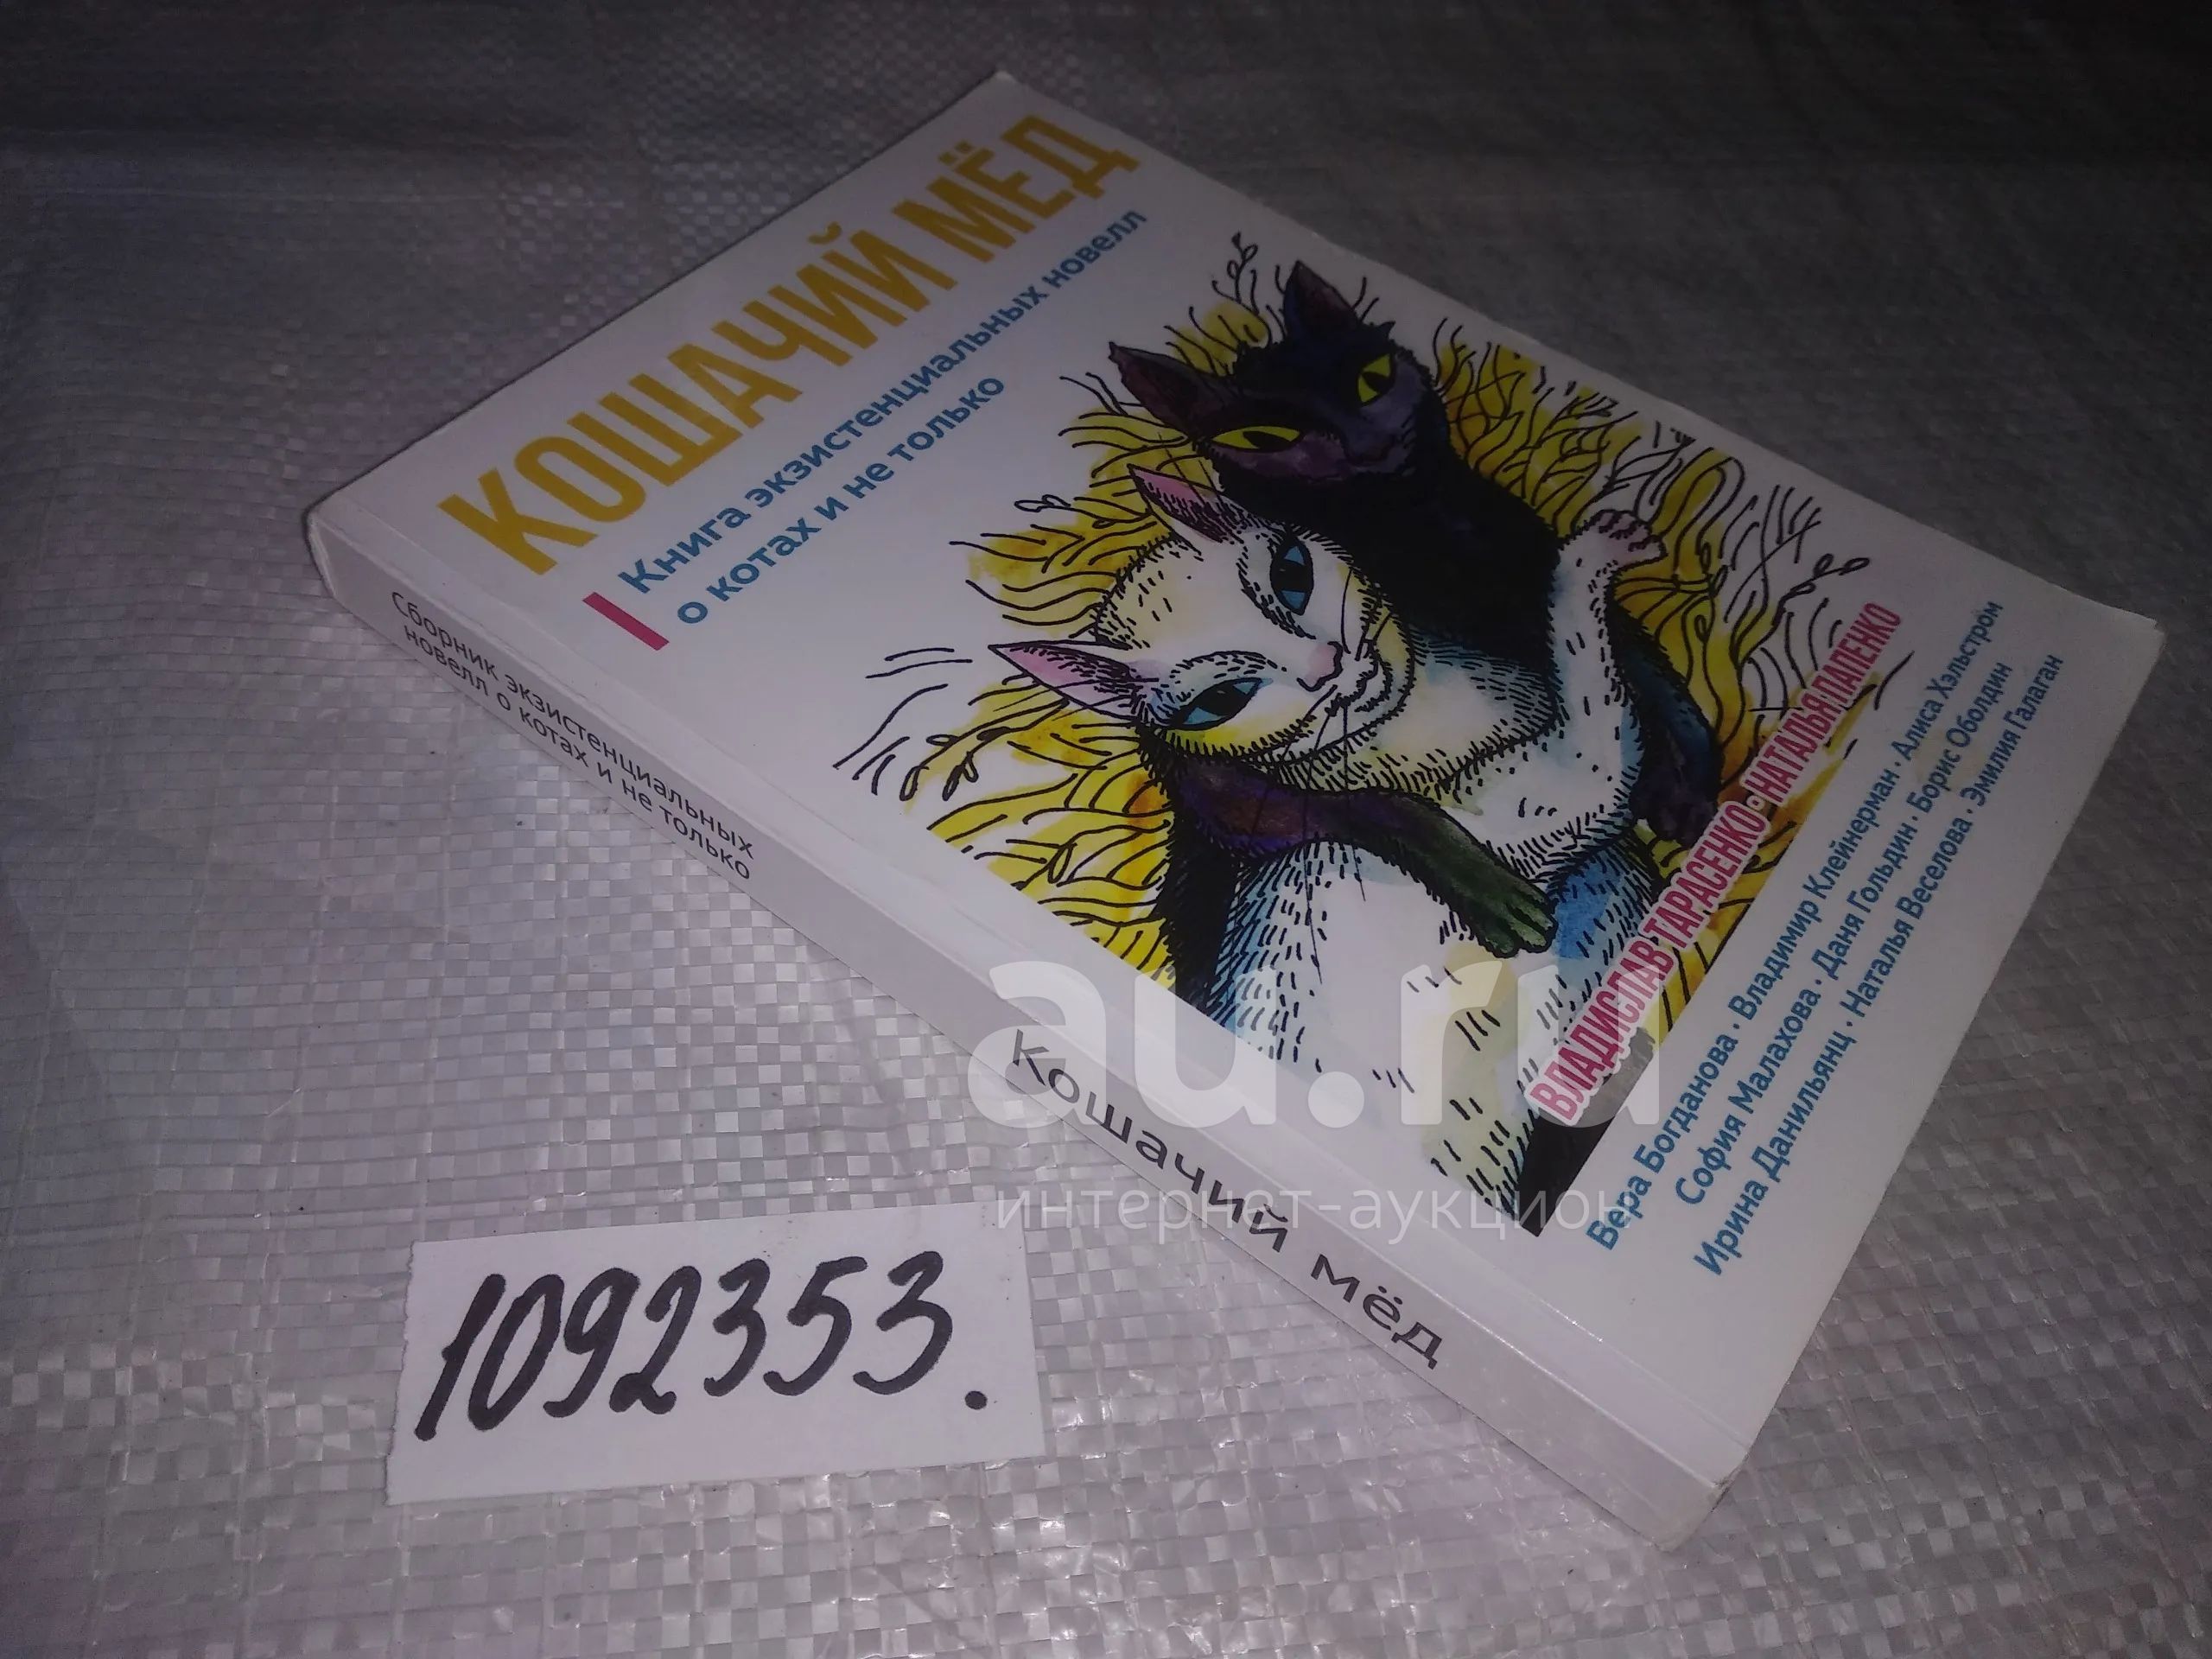 КОШАЧИЙ МЁД
Книга экзистенциальных новелл
о котах и не только
ВЛАДИСЛАВ ТАРАСЕНКО • НАТАЛЬЯ ПАПЕНКО
Вера Богданова · Владимир Клейнерман · Алиса Хэльстром
София Малахова · Даня Гольдин · Борис Оболдин
Ирина Данильянц · Наталья Веселова · Эмилия Галаган
Сборник экзистенциальных
новелл о котах и не только
Кошачий мёд
au.ru
интернет-аукцион
1092353.